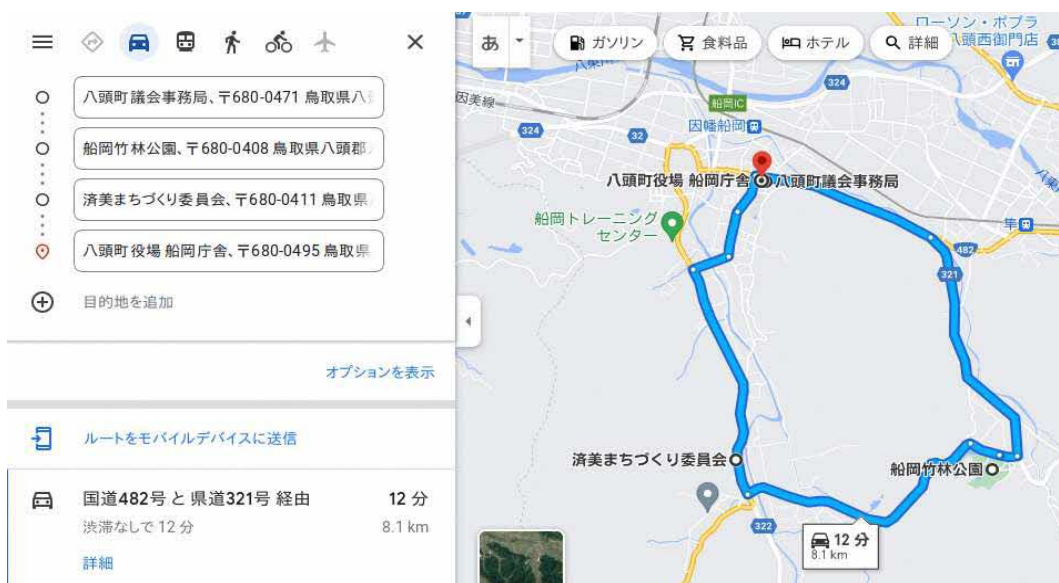 八頭町議会事務局、〒680-0471 鳥取県八
船岡竹林公園、〒680-0408 鳥取県八頭郡
済美まちづくり委員会、〒680-0411 鳥取県
八頭町役場 船岡庁舎、〒680-0495 鳥取県
目的地を追加
オプションを表示
ルートをモバイルデバイスに送信
国道482号 と 県道321号 経由
12 分
渋滞なしで 12 分
8.1 km
詳細
あ
ガソリン
食料品
ホテル
詳細
ローソン・ポプラ
八頭西御門店
因美線
324
船岡IC
324
32
因幡船岡
八頭町役場 船岡庁舎
八頭町議会事務局
船岡トレーニング
センター
隼
482
321
済美まちづくり委員会
船岡竹林公園
322
12 分
8.1 km